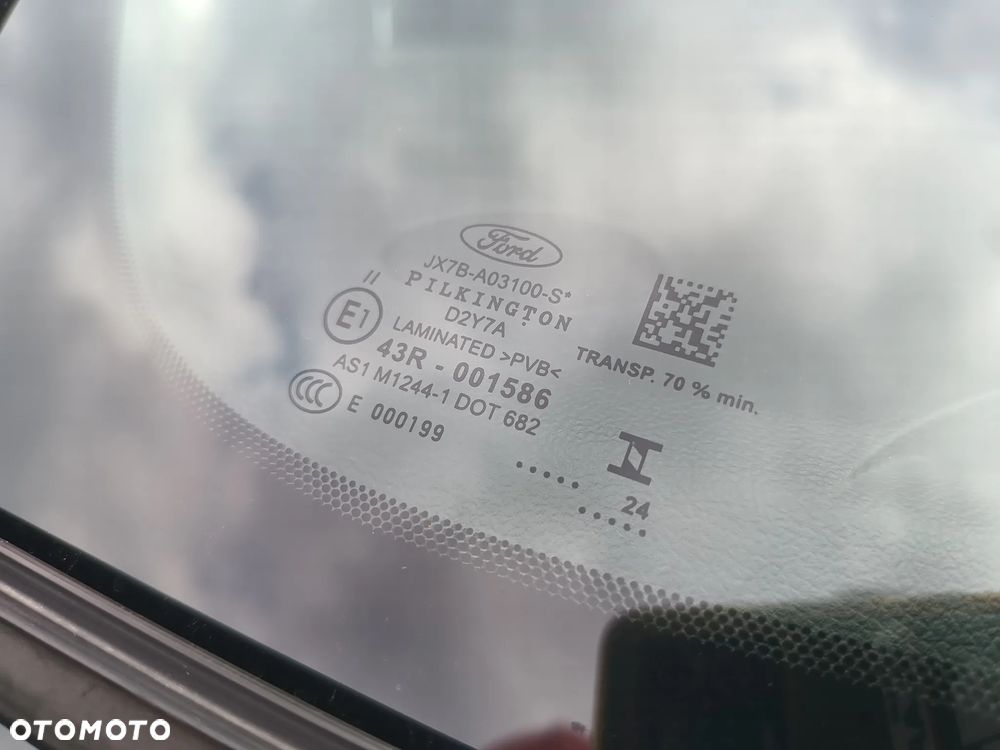 Ford
JX7B-A03100-S*
PILKINGTON
D2Y7A
II
E1
LAMINATED >PVB<
TRANSP. 70 % min.
43R - 001586
AS1 M1244-1 DOT 682
CCC
E 000199
.....
24
.....
OTOMOTO